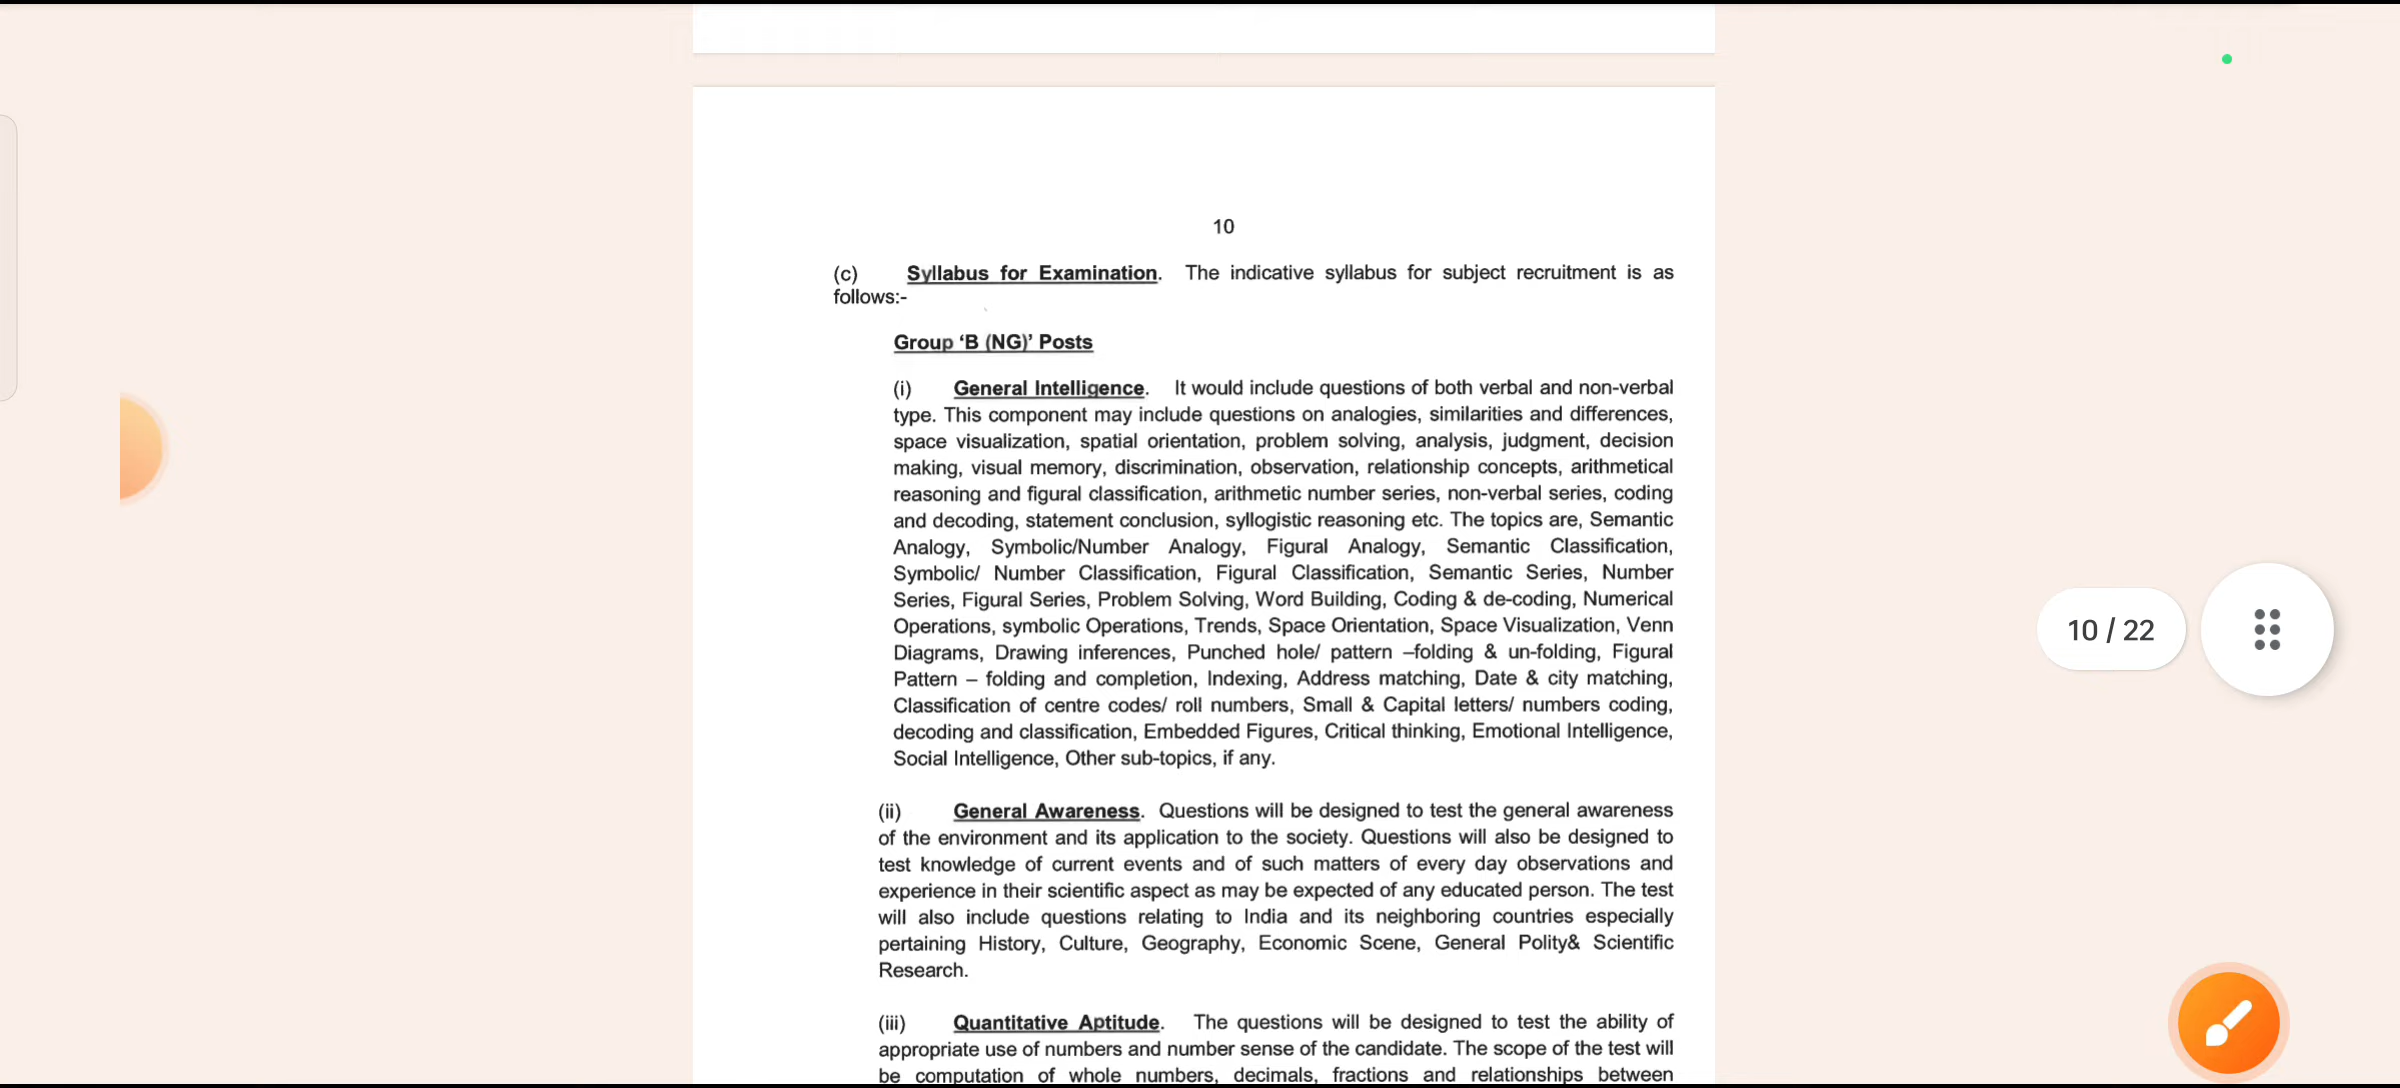 10
(c) Syllabus for Examination. The indicative syllabus for subject recruitment is as
follows:-
Group ‘B (NG)’ Posts
(i) General Intelligence. It would include questions of both verbal and non-verbal
type. This component may include questions on analogies, similarities and differences,
space visualization, spatial orientation, problem solving, analysis, judgment, decision
making, visual memory, discrimination, observation, relationship concepts, arithmetical
reasoning and figural classification, arithmetic number series, non-verbal series, coding
and decoding, statement conclusion, syllogistic reasoning etc. The topics are, Semantic
Analogy, Symbolic/Number Analogy, Figural Analogy, Semantic Classification,
Symbolic/ Number Classification, Figural Classification, Semantic Series, Number
Series, Figural Series, Problem Solving, Word Building, Coding & de-coding, Numerical
Operations, symbolic Operations, Trends, Space Orientation, Space Visualization, Venn
Diagrams, Drawing inferences, Punched hole/ pattern –folding & un-folding, Figural
Pattern – folding and completion, Indexing, Address matching, Date & city matching,
Classification of centre codes/ roll numbers, Small & Capital letters/ numbers coding,
decoding and classification, Embedded Figures, Critical thinking, Emotional Intelligence,
Social Intelligence, Other sub-topics, if any.
(ii) General Awareness. Questions will be designed to test the general awareness
of the environment and its application to the society. Questions will also be designed to
test knowledge of current events and of such matters of every day observations and
experience in their scientific aspect as may be expected of any educated person. The test
will also include questions relating to India and its neighboring countries especially
pertaining History, Culture, Geography, Economic Scene, General Polity& Scientific
Research.
(iii) Quantitative Aptitude. The questions will be designed to test the ability of
appropriate use of numbers and number sense of the candidate. The scope of the test will
be computation of whole numbers, decimals, fractions and relationships between
10 / 22